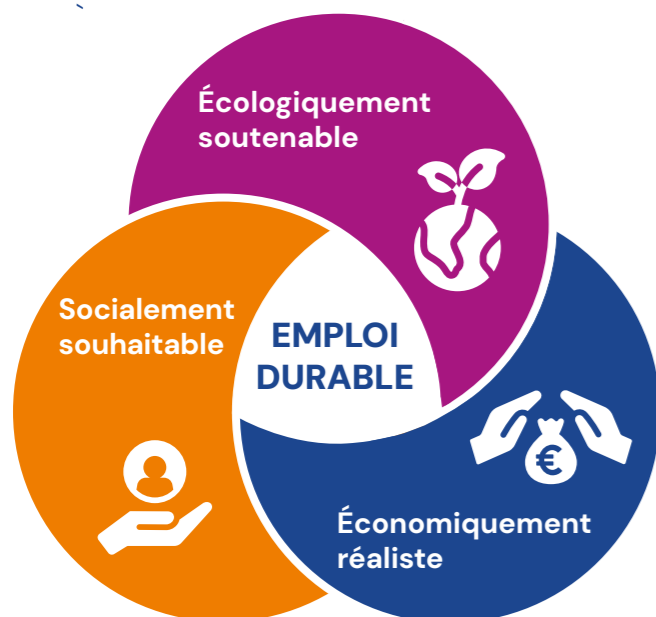 Écologiquement
soutenable
Socialement
souhaitable
EMPLOI
DURABLE
€
Économiquement
réaliste